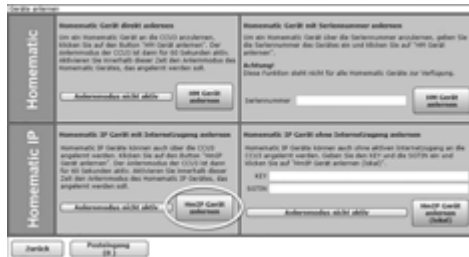 Geräte anlernen
Homematic
Homematic Gerät direkt anlernen
Um ein Homematic Gerät an die CCU3 anzulernen,
klicken Sie auf den Button "HM Gerät
anlernen". Der
Anlernmodus der CCU3 ist dann für 60 Sekunden aktiv.
Aktivieren Sie innerhalb dieser Zeit den Anlernmodus des
Homematic Gerätes, das angelernt werden soll.
Anlernmodus nicht aktiv
HM Gerät
anlernen
Homematic Gerät mit Seriennummer anlernen
Um ein Homematic Gerät über die Seriennummer anzulernen, geben Sie
die Seriennummer des Gerätes ein und klicken Sie auf "HM Gerät
anlernen".
Achtung!
Diese Funktion steht nicht für alle Homematic Geräte zur Verfügung.
Seriennummer
HM Gerät
anlernen
Homematic IP
Homematic IP Gerät mit Internetzugang anlernen
Homematic IP Geräte können auch über die CCU3
angelernt werden. Klicken Sie auf den Button "HmIP
Gerät anlernen". Der Anlernmodus der CCU3 ist dann
für 60 Sekunden aktiv. Aktivieren Sie innerhalb dieser
Zeit den Anlernmodus des Homematic IP Gerätes, das
angelernt werden soll.
Anlernmodus nicht aktiv
HmIP Gerät
anlernen
Homematic IP Gerät ohne Internetzugang anlernen
Homematic IP Geräte können auch ohne aktiven Internetzugang an die
CCU3 angelernt werden. Geben Sie den KEY und die SGTIN ein und
klicken Sie auf "HmIP Gerät anlernen (lokal)".
KEY
SGTIN
Anlernmodus nicht aktiv
HmIP Gerät
anlernen
(lokal)
Zurück
Posteingang